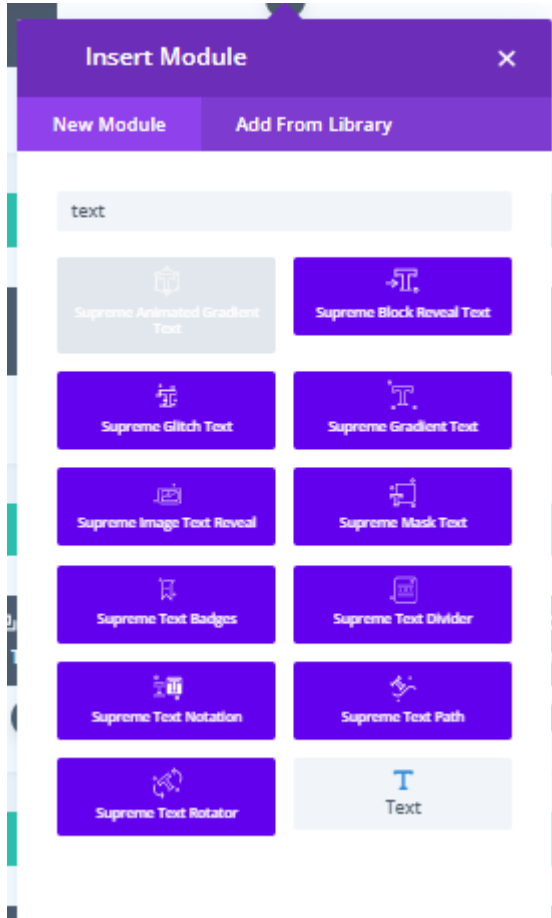 Insert Module
New Module
Add From Library
text
Supreme Animated Gradient
Text
Supreme Block Reveal Text
Supreme Glitch Text
Supreme Gradient Text
Supreme Image Text Reveal
Supreme Mask Text
Supreme Text Badges
Supreme Text Divider
Supreme Text Notation
Supreme Text Path
Supreme Text Rotator
Text